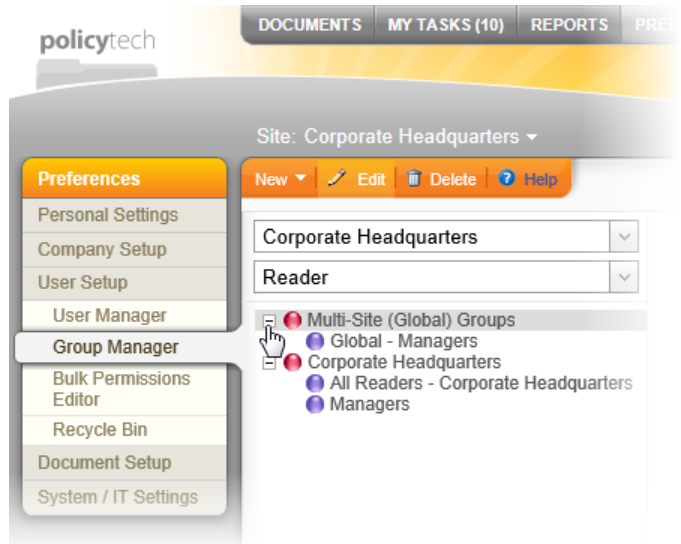 policytech
DOCUMENTS MY TASKS (10) REPORTS
Site: Corporate Headquarters
Preferences
New Edit Delete Help
Personal Settings
Company Setup
User Setup
User Manager
Group Manager
Bulk Permissions
Editor
Recycle Bin
Document Setup
System / IT Settings
Corporate Headquarters
Reader
Multi-Site (Global) Groups
Global - Managers
Corporate Headquarters
All Readers - Corporate Headquarters
Managers